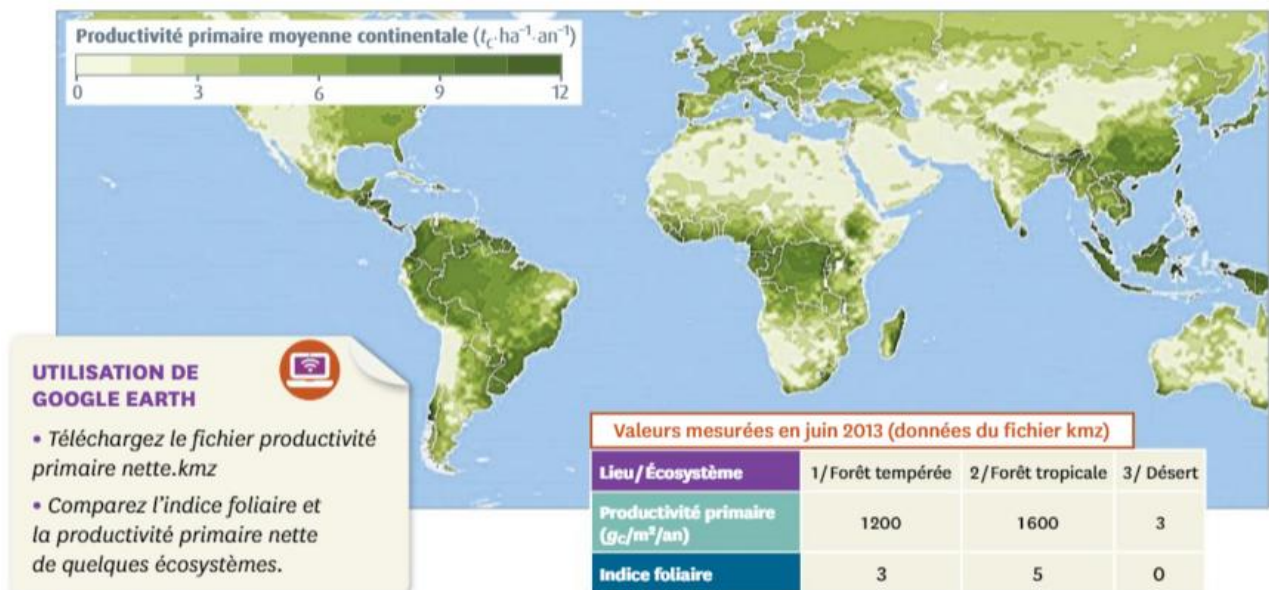 Productivité primaire moyenne continentale (t_C·ha⁻¹·an⁻¹)
0 3 6 9 12
UTILISATION DE
GOOGLE EARTH
• Téléchargez le fichier productivité
primaire nette.kmz
• Comparez l'indice foliaire et
la productivité primaire nette
de quelques écosystèmes.
Valeurs mesurées en juin 2013 (données du fichier kmz)
Lieu/Écosystème 1/Forêt tempérée 2/Forêt tropicale 3/ Désert
Productivité primaire
(g_C/m²/an) 1200 1600 3
Indice foliaire 3 5 0